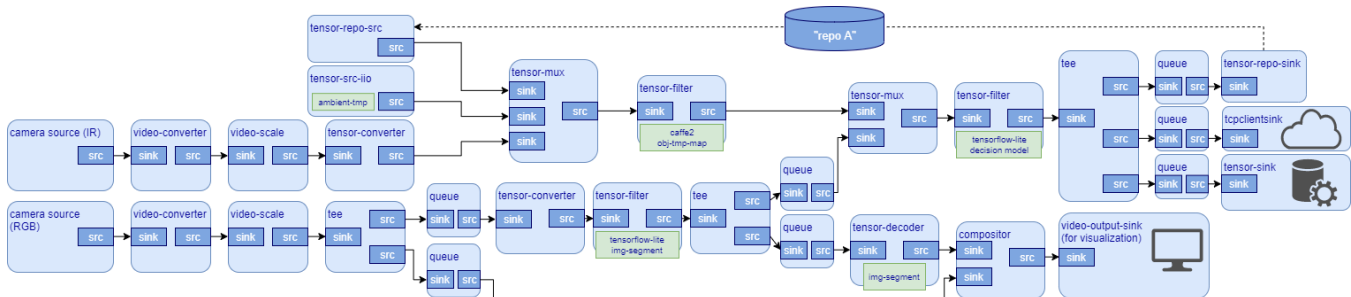 tensor-repo-src
src
"repo A"
tensor-src-iio
ambient-tmp
src
tensor-mux
sink
sink
sink
src
tensor-filter
sink
src
caffe2
obj-tmp-map
tensor-mux
sink
sink
src
tensor-filter
sink
src
tensorflow-lite
decision model
tee
sink
src
src
src
queue
sink
src
tensor-repo-sink
sink
queue
sink
src
tcpclientsink
sink
queue
sink
src
tensor-sink
sink
camera source (IR)
src
video-converter
sink
src
video-scale
sink
src
tensor-converter
sink
src
camera source
(RGB)
src
video-converter
sink
src
video-scale
sink
src
tee
sink
src
src
queue
sink
src
tensor-converter
sink
src
tensor-filter
sink
src
tensorflow-lite
img-segment
tee
sink
src
src
queue
sink
src
queue
sink
src
tensor-decoder
sink
src
img-segment
compositor
sink
sink
src
video-output-sink
(for visualization)
sink
queue
sink
src